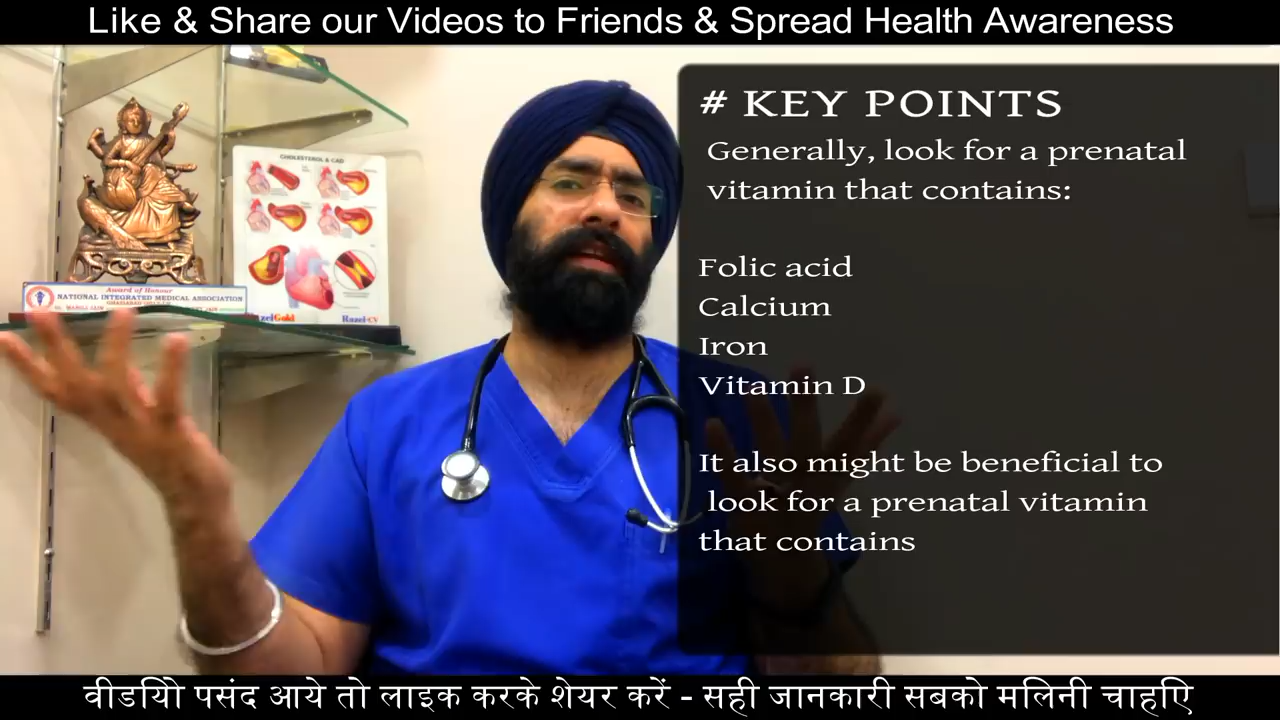 Like & Share our Videos to Friends & Spread Health Awareness
CHOLESTEROL & CAD
Award of Honour
NATIONAL INTEGRATED MEDICAL ASSOCIATION
# KEY POINTS
Generally, look for a prenatal
vitamin that contains:
Folic acid
Calcium
Iron
Vitamin D
It also might be beneficial to
look for a prenatal vitamin
that contains
वीडियो पसंद आये तो लाइक करके शेयर करें - सही जानकारी सबको मिलनी चाहिए